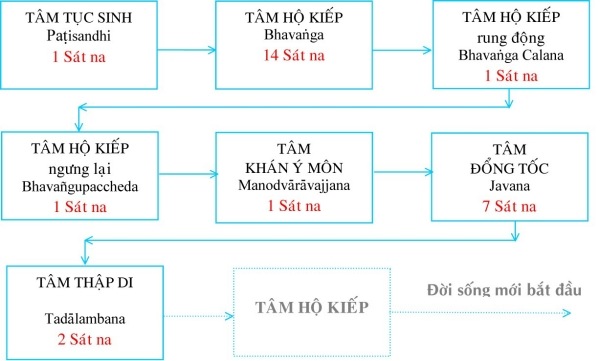 TÂM TỤC SINH
Paṭisandhi
1 Sát na
TÂM HỘ KIẾP
Bhavaṅga
14 Sát na
TÂM HỘ KIẾP
rung động
Bhavaṅga Calana
1 Sát na
TÂM HỘ KIẾP
ngưng lại
Bhavaṅgupaccheda
1 Sát na
TÂM
KHÁN Ý MÔN
Manodvārāvajjana
1 Sát na
TÂM
ĐỔNG TỐC
Javana
7 Sát na
TÂM THẬP DI
Tadālambana
2 Sát na
TÂM HỘ KIẾP
Đời sống mới bắt đầu